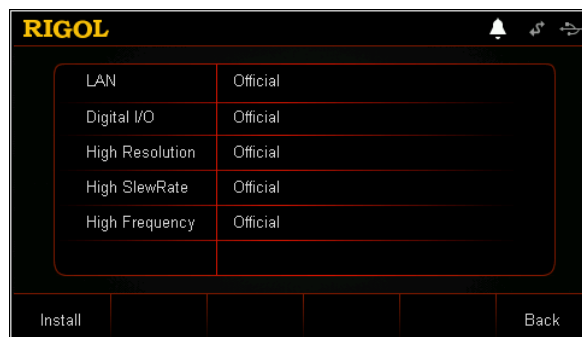 RIGOL
LAN Official
Digital I/O Official
High Resolution Official
High SlewRate Official
High Frequency Official
Install Back